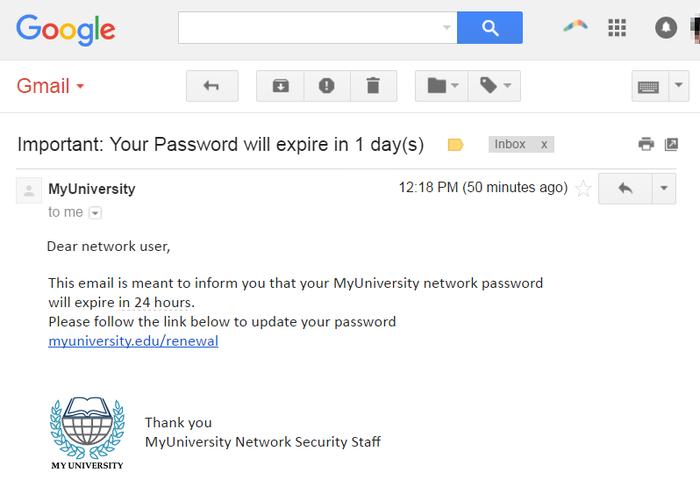 Google
Gmail
Important: Your Password will expire in 1 day(s)
Inbox x
MyUniversity
12:18 PM (50 minutes ago)
to me
Dear network user,
This email is meant to inform you that your MyUniversity network password
will expire in 24 hours.
Please follow the link below to update your password
myuniversity.edu/renewal
Thank you
MyUniversity Network Security Staff
MY UNIVERSITY